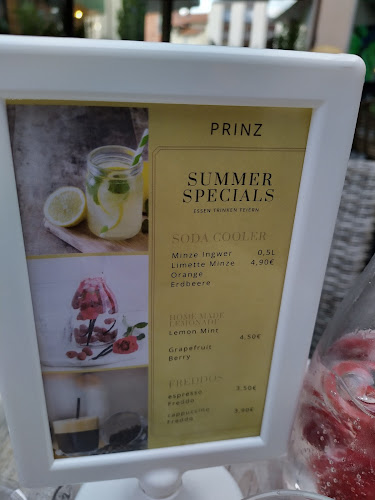 PRINZ
SUMMER
SPECIALS
ESSEN·TRINKEN·FEIERN
SODA COOLER
Minze Ingwer 0,5L
Limette Minze 4,90€
Orange
Erdbeere
HOME MADE
LEMONADE
Lemon Mint
4,50€
Grapefruit
Berry
FREDDOS
espresso 3,50€
Freddo
cappuccino 3,90€
Freddo